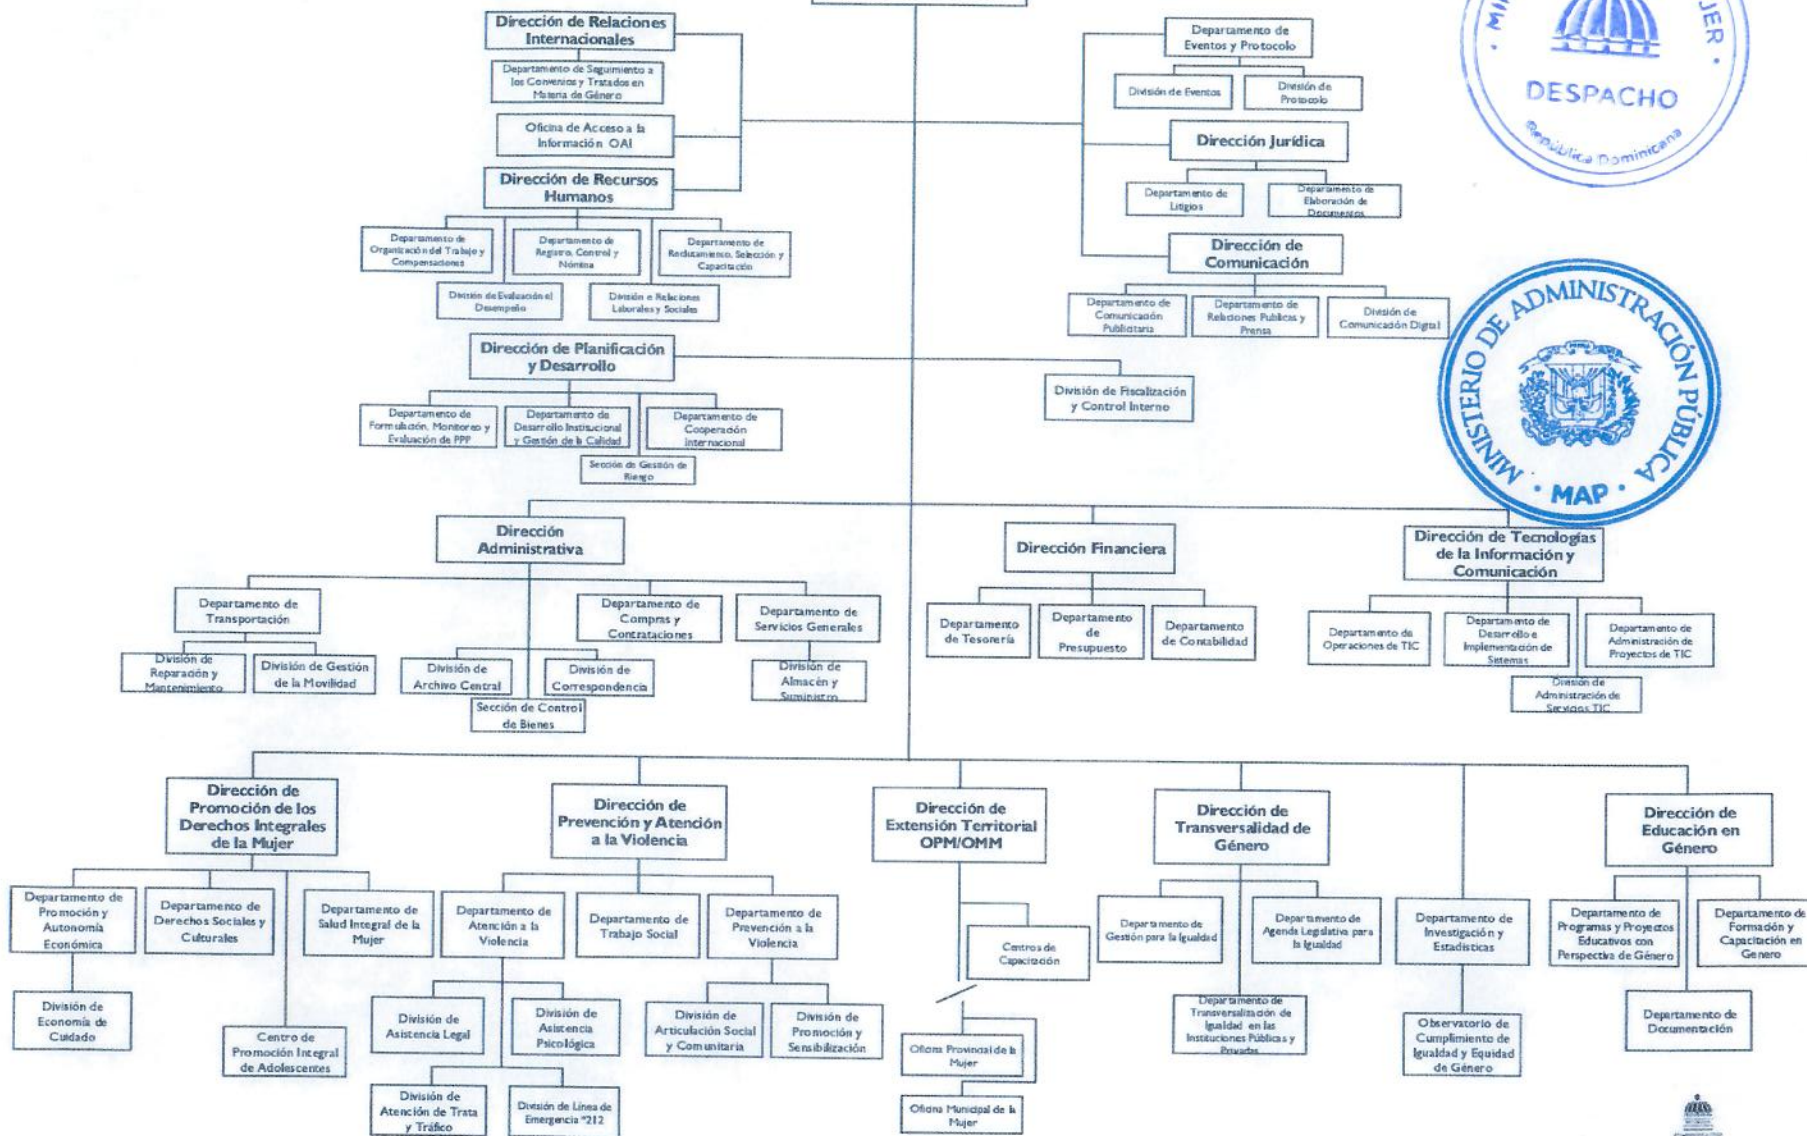 Dirección de Relaciones
Internacionales
Departamento de Seguimiento a
los Convenios y Tratados en
Materia de Género
Oficina de Acceso a la
Información OAI
Dirección de Recursos
Humanos
Departamento de
Organización del Trabajo y
Compensaciones
Departamento de
Registro, Control y
Nómina
Departamento de
Reclutamiento, Selección y
Capacitación
División de Evaluación el
Desempeño
División e Relaciones
Laborales y Sociales
Departamento de
Eventos y Protocolo
División de Eventos
División de
Protocolo
Dirección Jurídica
Departamento de
Litigios
Departamento de
Elaboración de
Documentos
Dirección de
Comunicación
Departamento de
Comunicación
Publicitaria
Departamento de
Relaciones Publicas y
Prensa
División de
Comunicación Digital
DESPACHO
República Dominicana
MINISTERIO DE ADMINISTRACIÓN PÚBLICA
· MAP ·
Dirección de Planificación
y Desarrollo
Departamento de
Formulación, Monitoreo y
Evaluación de PPP
Departamento de
Desarrollo Institucional
y Gestión de la Calidad
Departamento de
Cooperación
internacional
Sección de Gestión de
Riesgo
División de Fiscalización
y Control Interno
Dirección
Administrativa
Departamento de
Transportación
División de
Reparación y
Mantenimiento
División de Gestión
de la Movilidad
Departamento de
Compras y
Contrataciones
División de
Archivo Central
División de
Correspondencia
Sección de Control
de Bienes
Departamento de
Servicios Generales
División de
Almacén y
Suministro
Dirección Financiera
Departamento
de Tesorería
Departamento
de
Presupuesto
Departamento
de Contabilidad
Dirección de Tecnologías
de la Información y
Comunicación
Departamento de
Operaciones de TIC
Departamento de
Desarrollo e
Implementación de
Sistemas
Departamento de
Administración de
Proyectos de TIC
División de
Administración de
Servicios TIC
Dirección de
Promoción de los
Derechos Integrales
de la Mujer
Departamento de
Promoción y
Autonomía
Económica
División de
Economía de
Cuidado
Departamento de
Derechos Sociales y
Culturales
Centro de
Promoción Integral
de Adolescentes
Departamento de
Salud Integral de la
Mujer
Dirección de
Prevención y Atención
a la Violencia
Departamento de
Atención a la
Violencia
División de
Asistencia Legal
División de
Asistencia
Psicológica
División de
Atención de Trata
y Tráfico
División de Línea de
Emergencia *212
Departamento de
Trabajo Social
Departamento de
Prevención a la
Violencia
División de
Articulación Social
y Comunitaria
División de
Promoción y
Sensibilización
Dirección de
Extensión Territorial
OPM/OMM
Centros de
Capacitación
Oficina Provincial de la
Mujer
Oficina Municipal de la
Mujer
Dirección de
Transversalidad de
Género
Departamento de
Gestión para la Igualdad
Departamento de
Agenda Legislativa para
la Igualdad
Departamento de
Transversalización de
Igualdad en las
Instituciones Públicas y
Privadas
Departamento de
Investigación y
Estadísticas
Observatorio de
Cumplimiento de
Igualdad y Equidad
de Género
Dirección de
Educación en
Género
Departamento de
Programas y Proyectos
Educativos con
Perspectiva de Género
Departamento de
Formación y
Capacitación en
Genero
Departamento de
Documentación